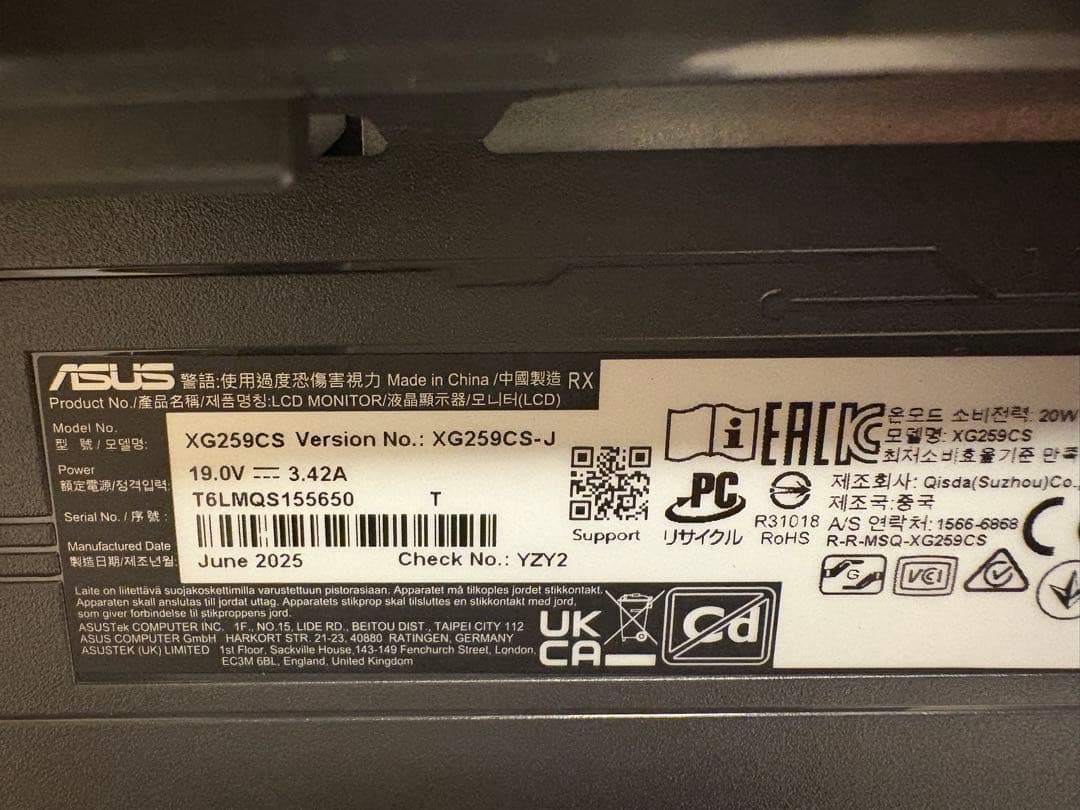 ASUS 警語:使用過度恐傷害視力 Made in China /中國製造 RX
Product No./產品名稱/제품명칭:LCD MONITOR/液晶顯示器/모니터(LCD)
Model No.
型 號 / 모델명:
XG259CS Version No.: XG259CS-J
Power
額定電源/정격입력:
19.0V ⎓ 3.42A
T6LMQS155650 T
Serial No. / 序 號 :
Manufactured Date
製造日期/제조년월:
June 2025 Check No.: YZY2
Support
i
EAC
KC
PC
リサイクル
R31018
RoHS
온모드 소비전력: 20W
모델명: XG259CS
최저소비효율기준 만족
제조회사: Qisda(Suzhou)Co.,
제조국:중국
A/S 연락처: 1566-6868
R-R-MSQ-XG259CS
CE
G
VCI
Laite on liitettävä suojakoskettimilla varustettuun pistorasiaan. Apparatet må tilkoples jordet stikkontakt.
Apparaten skall anslutas till jordat uttag. Apparatets stikprop skal tilsluttes en stikkontakt med jord,
som giver forbindelse til stikproppens jord.
ASUSTek COMPUTER INC. 1F., NO.15, LIDE RD., BEITOU DIST., TAIPEI CITY 112
ASUS COMPUTER GmbH HARKORT STR. 21-23, 40880 RATINGEN, GERMANY
ASUSTEK (UK) LIMITED 1st Floor, Sackville House,143-149 Fenchurch Street, London,
EC3M 6BL, England, United Kingdom
UK
CA
Cd